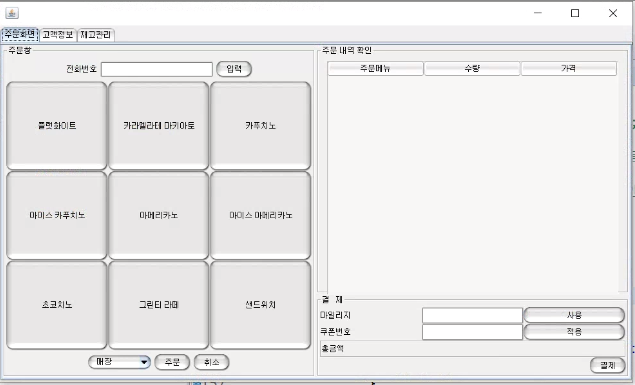 주문화면 고객정보 재고관리
주문창
전화번호 입력
플랫화이트 카라멜라떼 마키아토 카푸치노
아이스 카푸치노 아메리카노 아이스 아메리카노
초코치노 그린티 라떼 샌드위치
매장 주문 취소
주문 내역 확인
주문메뉴 수량 가격
결 제
마일리지 사용
쿠폰번호 적용
총금액
결제